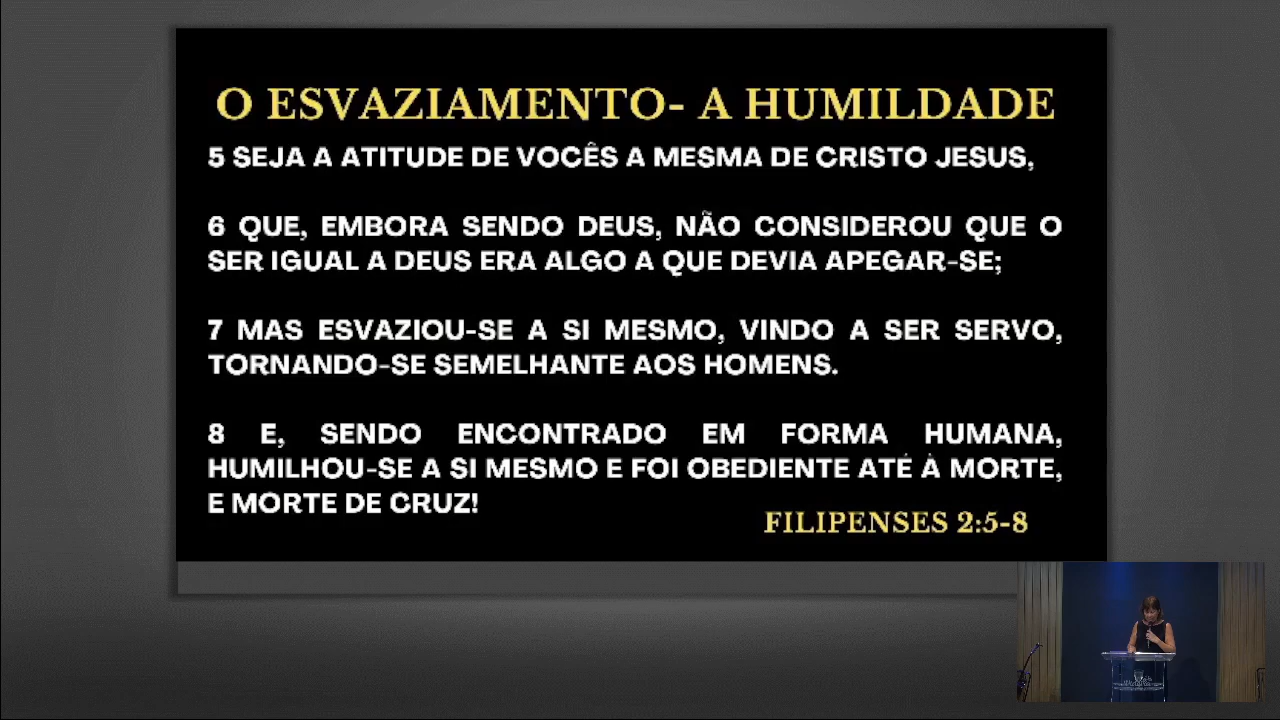 O ESVAZIAMENTO- A HUMILDADE
5 SEJA A ATITUDE DE VOCÊS A MESMA DE CRISTO JESUS,
6 QUE, EMBORA SENDO DEUS, NÃO CONSIDEROU QUE O
SER IGUAL A DEUS ERA ALGO A QUE DEVIA APEGAR-SE;
7 MAS ESVAZIOU-SE A SI MESMO, VINDO A SER SERVO,
TORNANDO-SE SEMELHANTE AOS HOMENS.
8 E, SENDO ENCONTRADO EM FORMA HUMANA,
HUMILHOU-SE A SI MESMO E FOI OBEDIENTE ATÉ À MORTE,
E MORTE DE CRUZ!
FILIPENSES 2:5-8